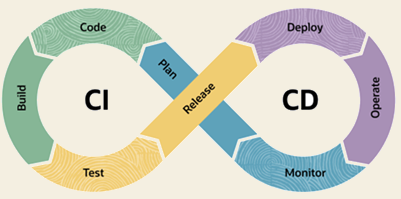 Code
Deploy
Plan
Build
CI
Release
CD
Operate
Test
Monitor